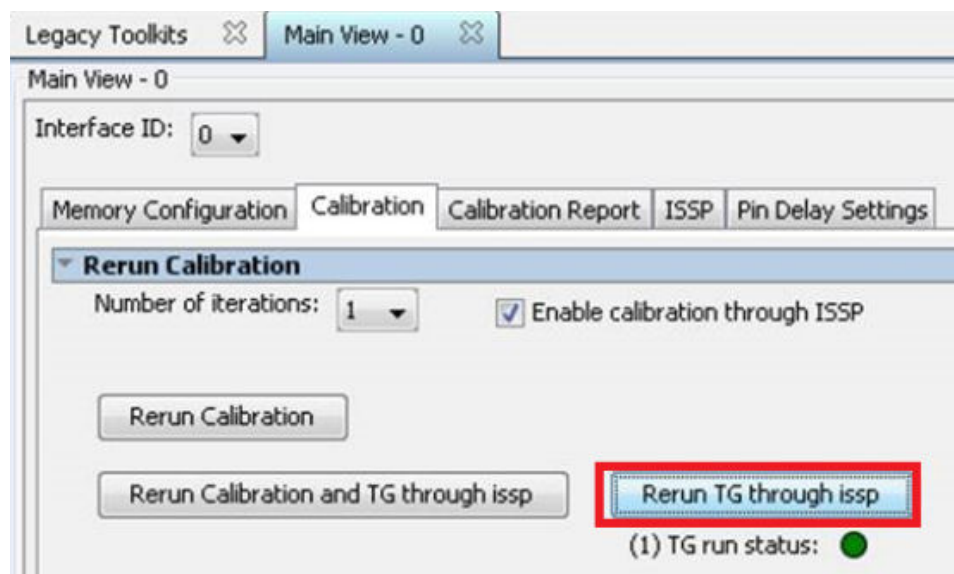 Legacy Toolkits Main View - 0
Main View - 0
Interface ID: 0
Memory Configuration Calibration Calibration Report ISSP Pin Delay Settings
Rerun Calibration
Number of iterations: 1 Enable calibration through ISSP
Rerun Calibration
Rerun Calibration and TG through issp Rerun TG through issp
(1) TG run status: